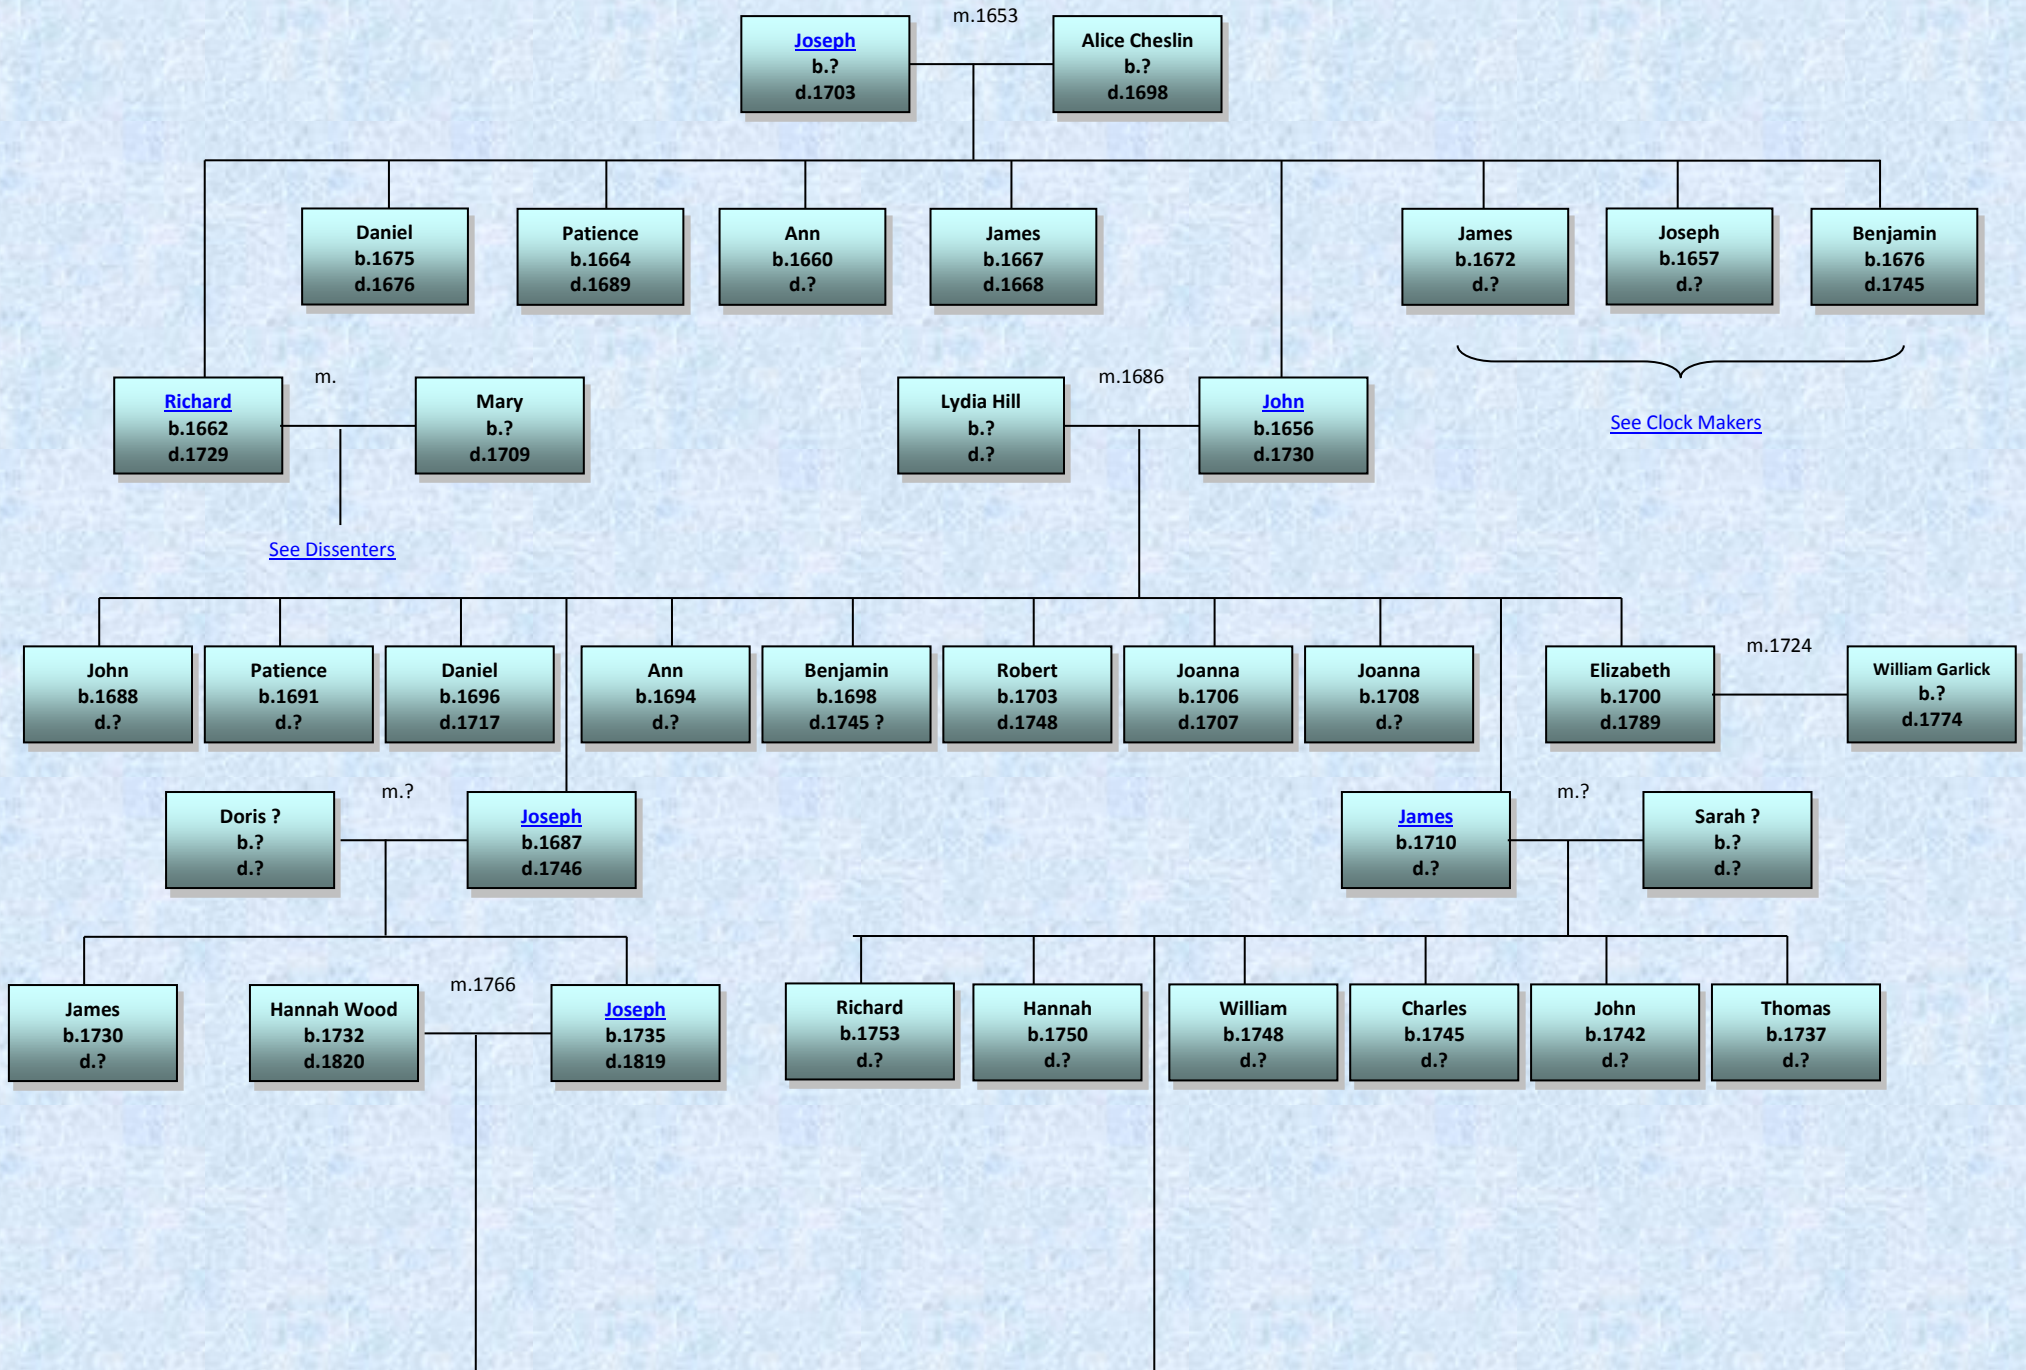 m.1653
Joseph
b.?
d.1703
Alice Cheslin
b.?
d.1698
Daniel
b.1675
d.1676
Patience
b.1664
d.1689
Ann
b.1660
d.?
James
b.1667
d.1668
James
b.1672
d.?
Joseph
b.1657
d.?
Benjamin
b.1676
d.1745
Richard
b.1662
d.1729
m.
Mary
b.?
d.1709
Lydia Hill
b.?
d.?
m.1686
John
b.1656
d.1730
See Clock Makers
See Dissenters
John
b.1688
d.?
Patience
b.1691
d.?
Daniel
b.1696
d.1717
Ann
b.1694
d.?
Benjamin
b.1698
d.1745 ?
Robert
b.1703
d.1748
Joanna
b.1706
d.1707
Joanna
b.1708
d.?
Elizabeth
b.1700
d.1789
m.1724
William Garlick
b.?
d.1774
Doris ?
b.?
d.?
m.?
Joseph
b.1687
d.1746
James
b.1710
d.?
m.?
Sarah ?
b.?
d.?
James
b.1730
d.?
Hannah Wood
b.1732
d.1820
m.1766
Joseph
b.1735
d.1819
Richard
b.1753
d.?
Hannah
b.1750
d.?
William
b.1748
d.?
Charles
b.1745
d.?
John
b.1742
d.?
Thomas
b.1737
d.?